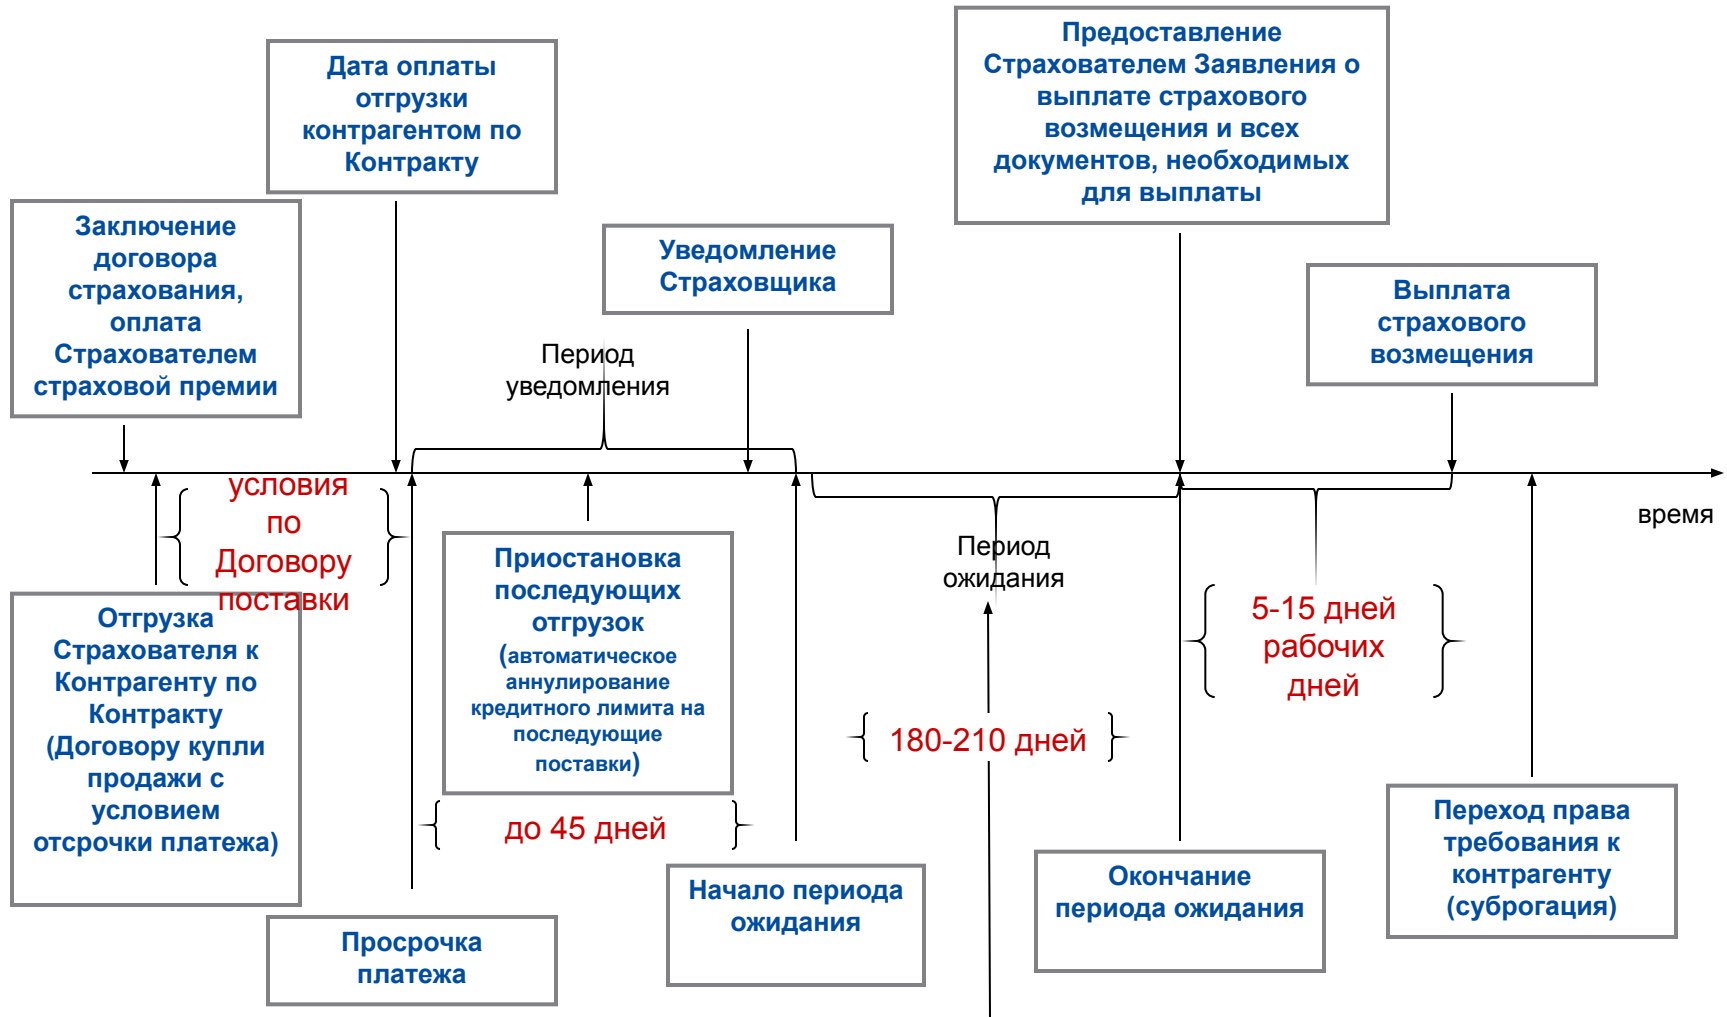 Предоставление
Страхователем Заявления о
выплате страхового
возмещения и всех
документов, необходимых
для выплаты
Дата оплаты
отгрузки
контрагентом по
Контракту
Заключение
договора
страхования,
оплата
Страхователем
страховой премии
Уведомление
Страховщика
Выплата
страхового
возмещения
Период
уведомления
время
условия
по
Договору
поставки
Приостановка
последующих
отгрузок
(автоматическое
аннулирование
кредитного лимита на
последующие
поставки)
Период
ожидания
5-15 дней
рабочих
дней
Отгрузка
Страхователя к
Контрагенту по
Контракту
(Договору купли
продажи с
условием
отсрочки платежа)
180-210 дней
до 45 дней
Переход права
требования к
контрагенту
(суброгация)
Начало периода
ожидания
Окончание
периода ожидания
Просрочка
платежа